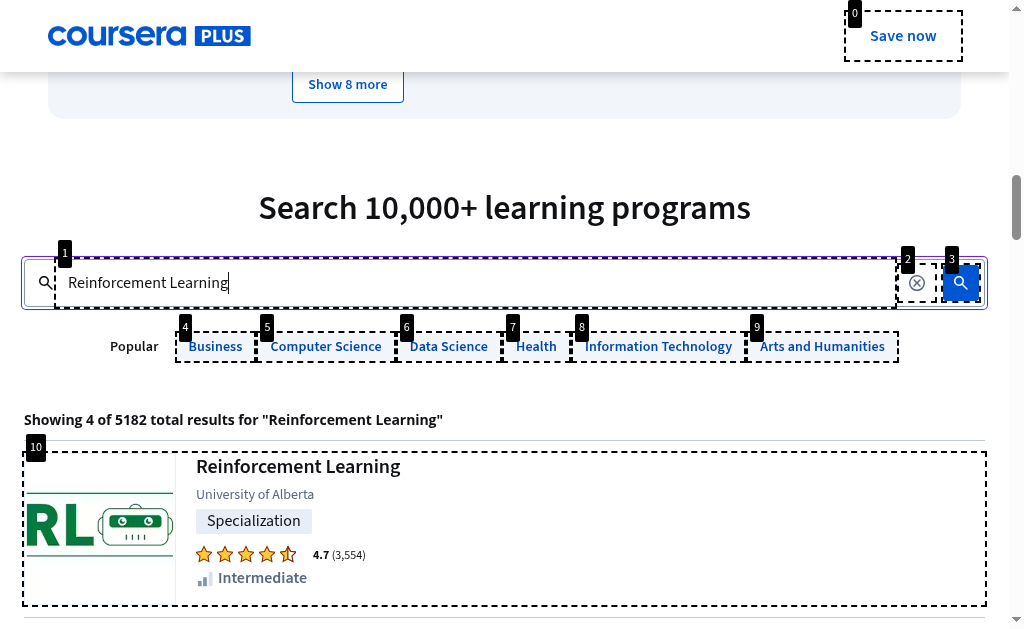 coursera PLUS
0
Save now
Show 8 more
Search 10,000+ learning programs
1
2
3
Reinforcement Learning
4
5
6
7
8
9
Popular
Business
Computer Science
Data Science
Health
Information Technology
Arts and Humanities
Showing 4 of 5182 total results for "Reinforcement Learning"
10
Reinforcement Learning
University of Alberta
RL
Specialization
4.7 (3,554)
Intermediate